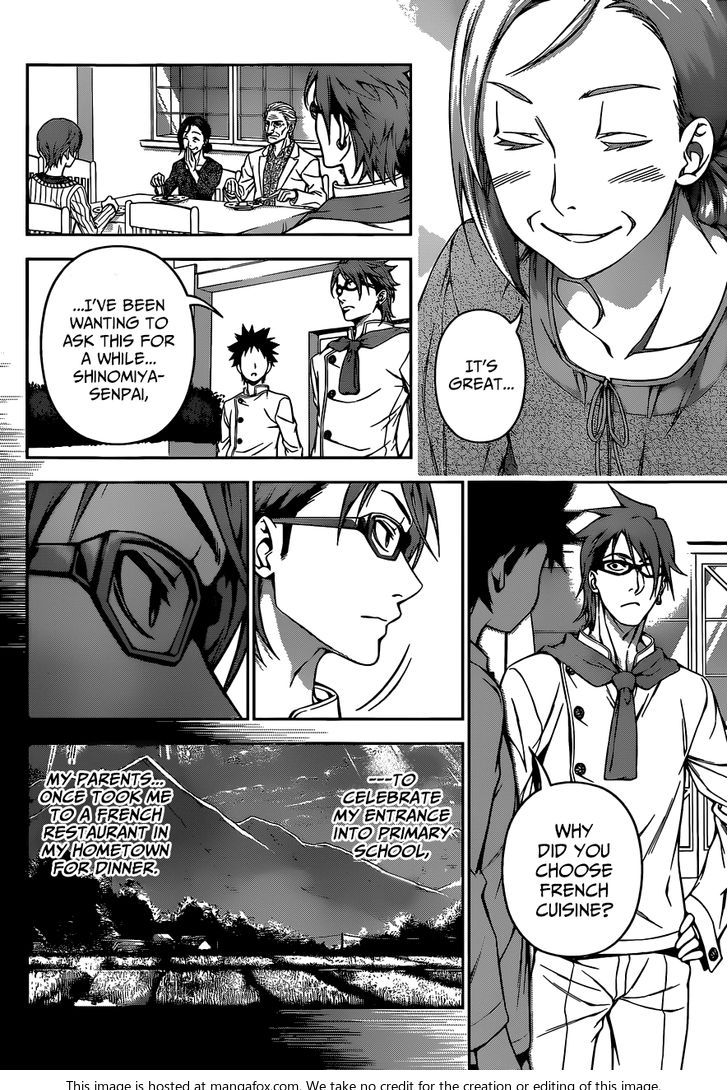 IT'S
GREAT...
...I'VE BEEN
WANTING TO
ASK THIS FOR
A WHILE...
SHINOMIYA-
SENPAI,
WHY
DID YOU
CHOOSE
FRENCH
CUISINE?
---TO
CELEBRATE
MY ENTRANCE
INTO PRIMARY
SCHOOL,
MY PARENTS...
ONCE TOOK ME
TO A FRENCH
RESTAURANT IN
MY HOMETOWN
FOR DINNER.
This image is hosted at mangafox.com. We take no credit for the creation or editing of this image.